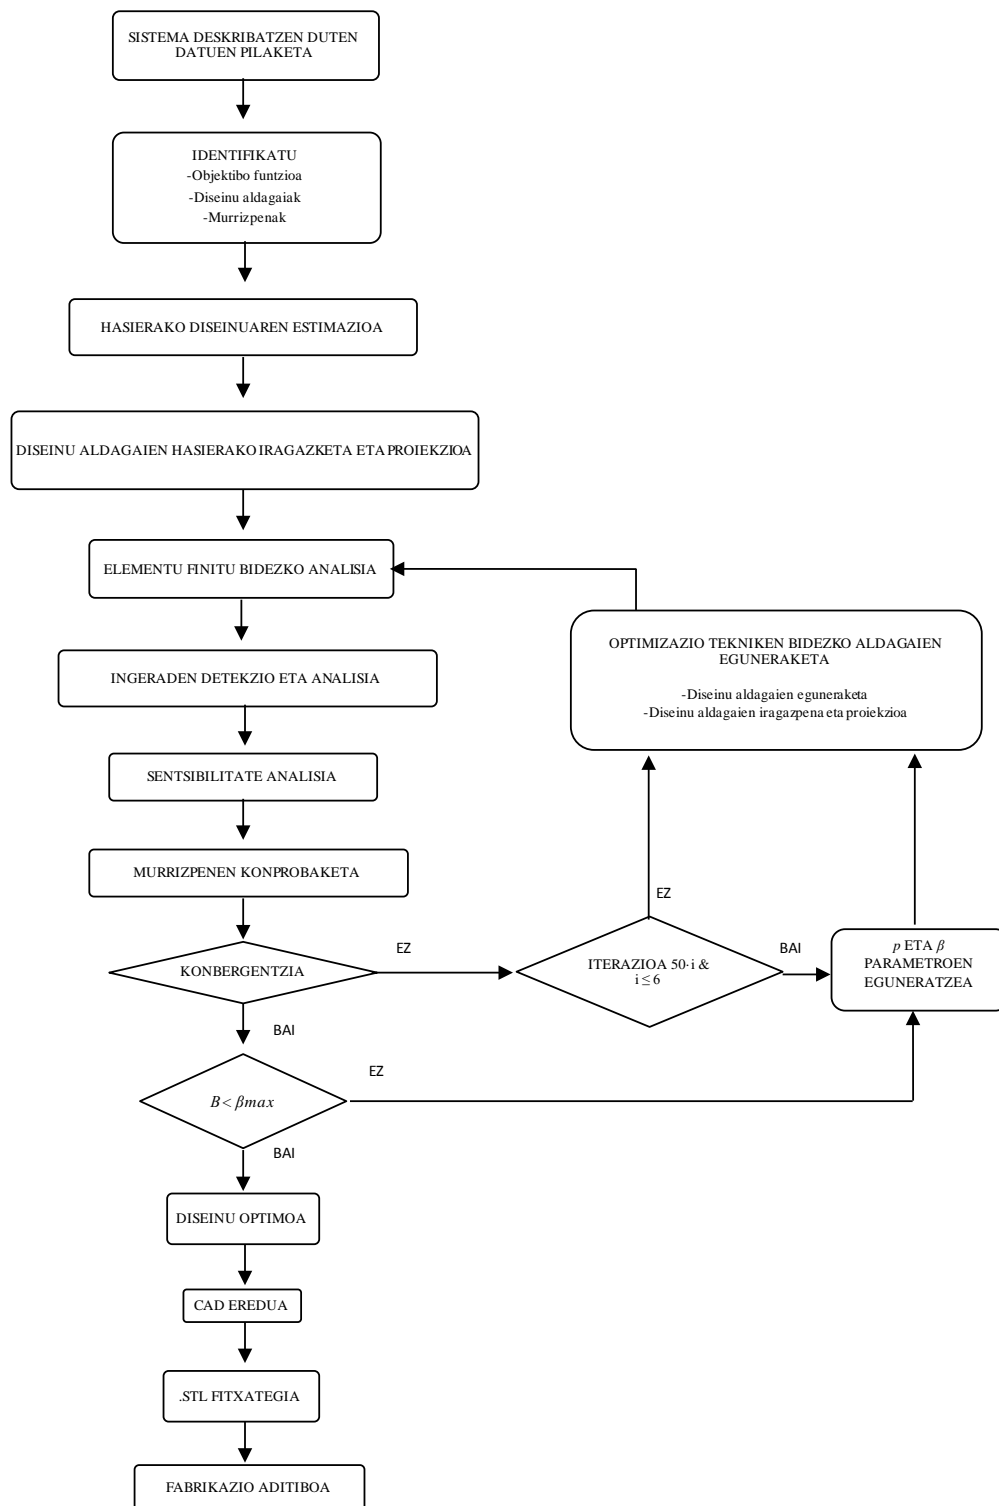 SISTEMA DESKRIBATZEN DUTEN
DATUEN PILAKETA
IDENTIFIKATU
-Objektibo funtzioa
-Diseinu aldagaiak
-Murrizpenak
HASIERAKO DISEINUAREN ESTIMAZIOA
DISEINU ALDAGAIEN HASIERAKO IRAGAZKETA ETA PROIEKZIOA
ELEMENTU FINITU BIDEZKO ANALISIA
OPTIMIZAZIO TEKNIKEN BIDEZKO ALDAGAIEN
EGUNERAKETA
-Diseinu aldagaien eguneraketa
-Diseinu aldagaien iragazpena eta proiekzioa
INGERADEN DETEKZIO ETA ANALISIA
SENTSIBILITATE ANALISIA
MURRIZPENEN KONPROBAKETA
EZ
KONBERGENTZIA
EZ
ITERAZIOA 50·i &
i ≤ 6
BAI
p ETA β
PARAMETROEN
EGUNERATZEA
BAI
EZ
B < βmax
BAI
DISEINU OPTIMOA
CAD EREDUA
.STL FITXATEGIA
FABRIKAZIO ADITIBOA